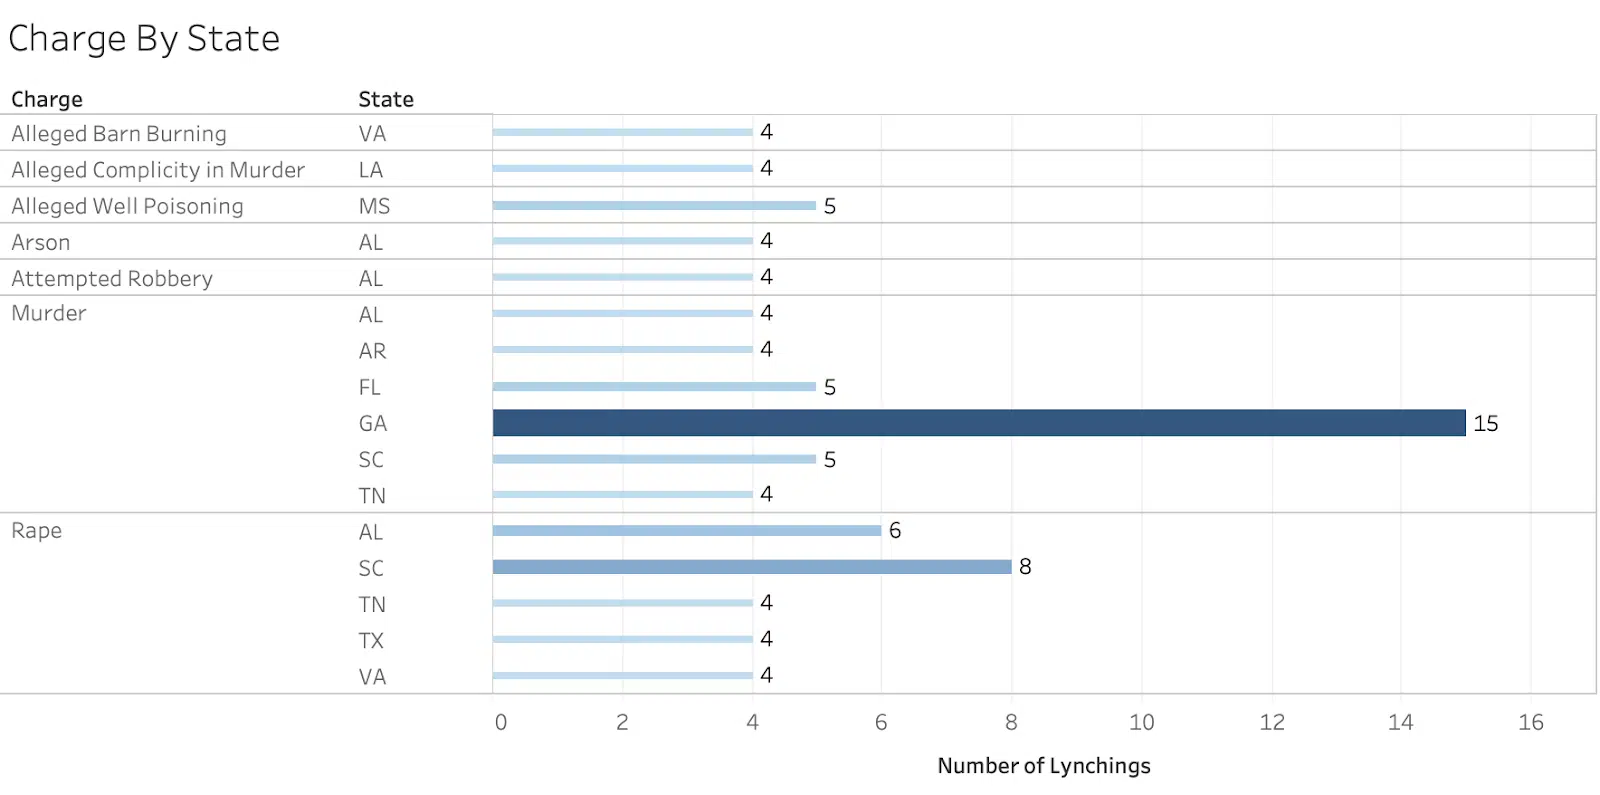 Charge By State
Charge State
Alleged Barn Burning VA 4
Alleged Complicity in Murder LA 4
Alleged Well Poisoning MS 5
Arson AL 4
Attempted Robbery AL 4
Murder AL 4
AR 4
FL 5
GA 15
SC 5
TN 4
Rape AL 6
SC 8
TN 4
TX 4
VA 4
0 2 4 6 8 10 12 14 16
Number of Lynchings